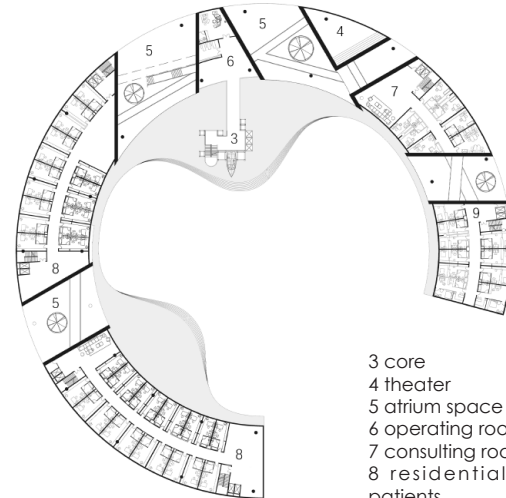 5
5
4
6
7
3
9
8
5
8
3 core
4 theater
5 atrium space
6 operating roo
7 consulting roo
8 residential
patients